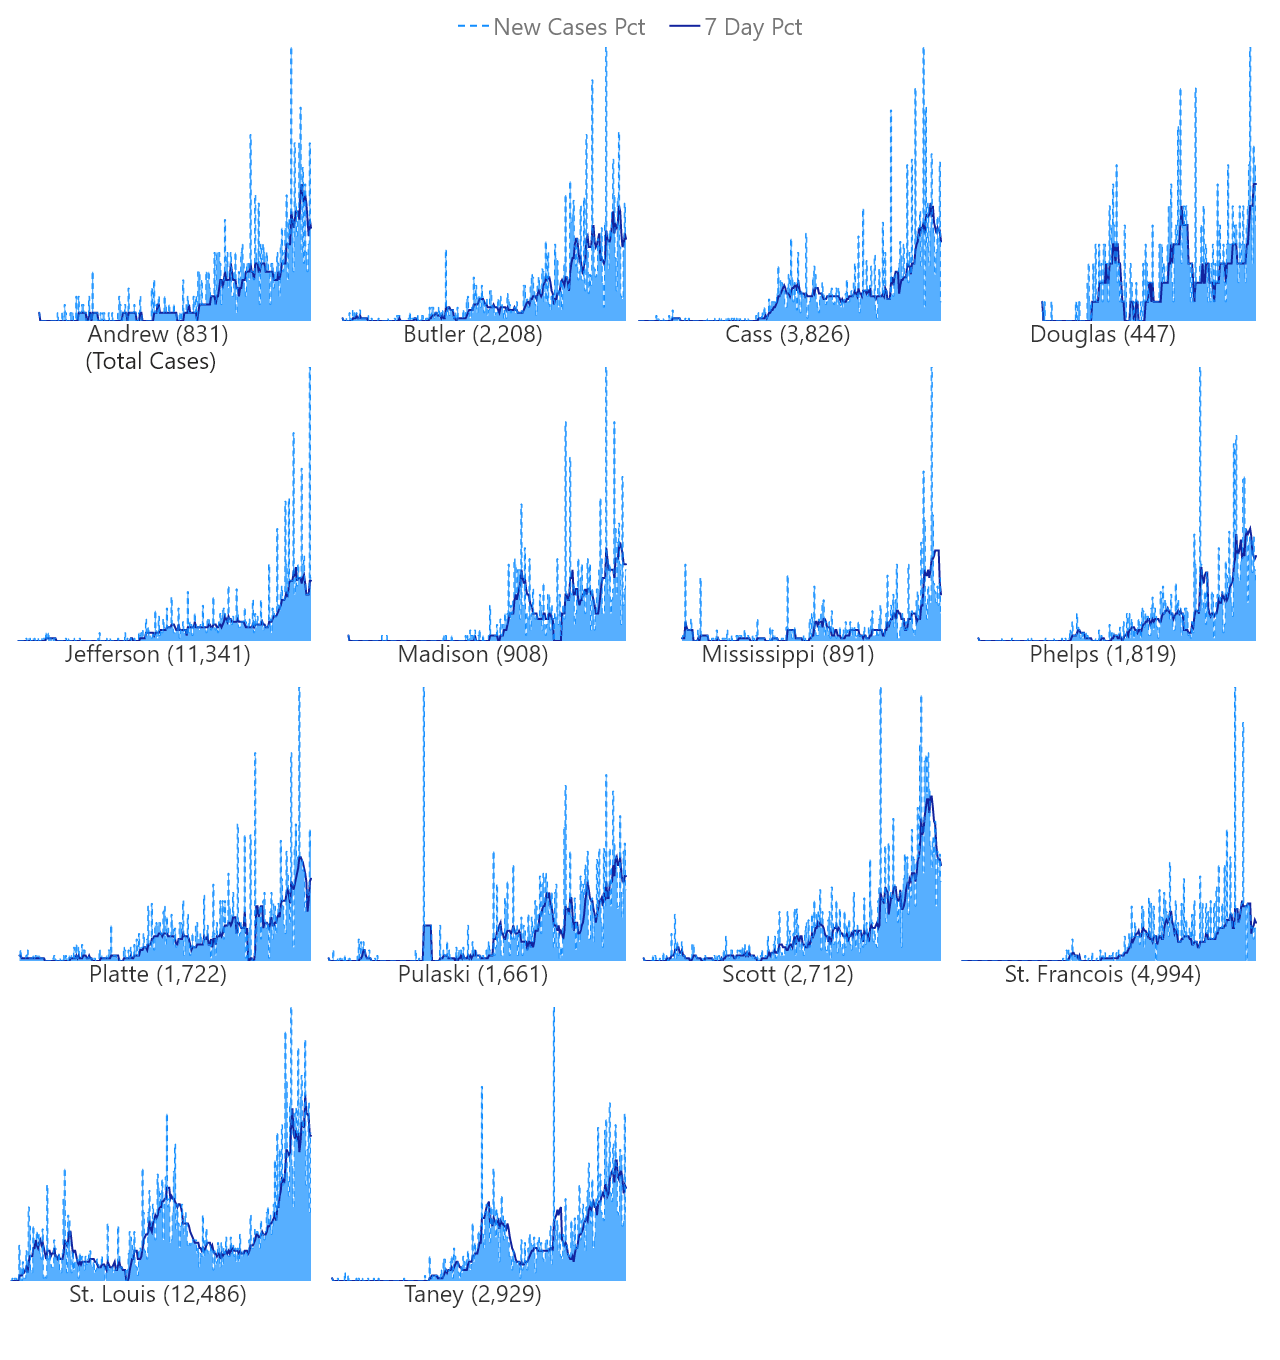 New Cases Pct 7 Day Pct
Andrew (831) Butler (2,208) Cass (3,826) Douglas (447)
(Total Cases)
Jefferson (11,341) Madison (908) Mississippi (891) Phelps (1,819)
Platte (1,722) Pulaski (1,661) Scott (2,712) St. Francois (4,994)
St. Louis (12,486) Taney (2,929)